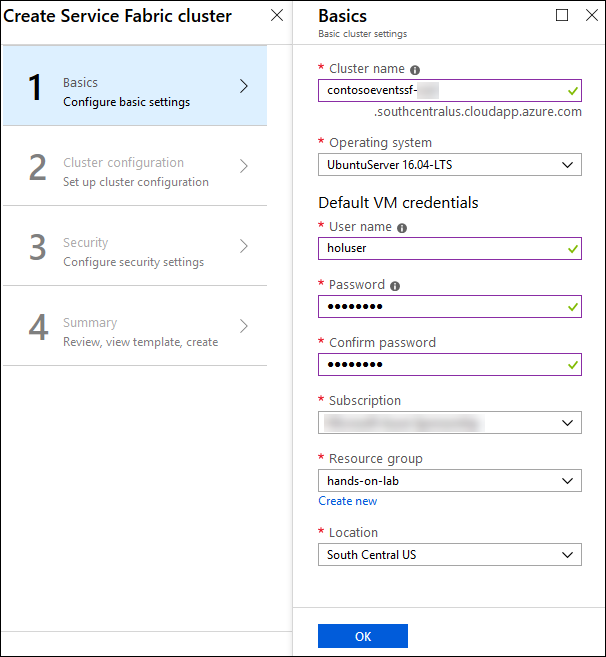 Create Service Fabric cluster
1
Basics
Configure basic settings
2
Cluster configuration
Set up cluster configuration
3
Security
Configure security settings
4
Summary
Review, view template, create
Basics
Basic cluster settings
* Cluster name
contosoeventssf-
.southcentralus.cloudapp.azure.com
* Operating system
UbuntuServer 16.04-LTS
Default VM credentials
* User name
holuser
* Password
••••••••
* Confirm password
••••••••
* Subscription
* Resource group
hands-on-lab
Create new
* Location
South Central US
OK